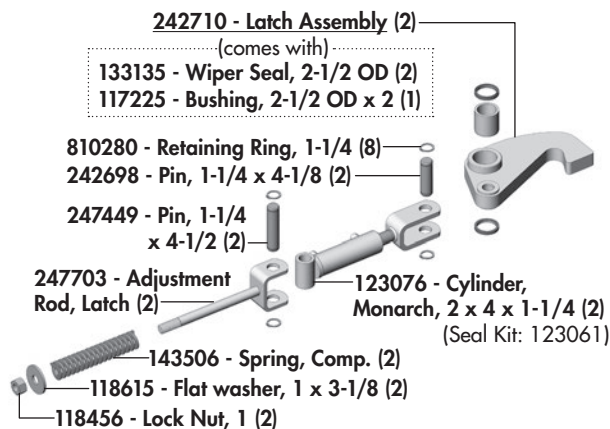 242710 - Latch Assembly (2)
(comes with)
133135 - Wiper Seal, 2-1/2 OD (2)
117225 - Bushing, 2-1/2 OD x 2 (1)
810280 - Retaining Ring, 1-1/4 (8)
242698 - Pin, 1-1/4 x 4-1/8 (2)
247449 - Pin, 1-1/4
x 4-1/2 (2)
247703 - Adjustment
Rod, Latch (2)
123076 - Cylinder,
Monarch, 2 x 4 x 1-1/4 (2)
(Seal Kit: 123061)
143506 - Spring, Comp. (2)
118615 - Flat washer, 1 x 3-1/8 (2)
118456 - Lock Nut, 1 (2)